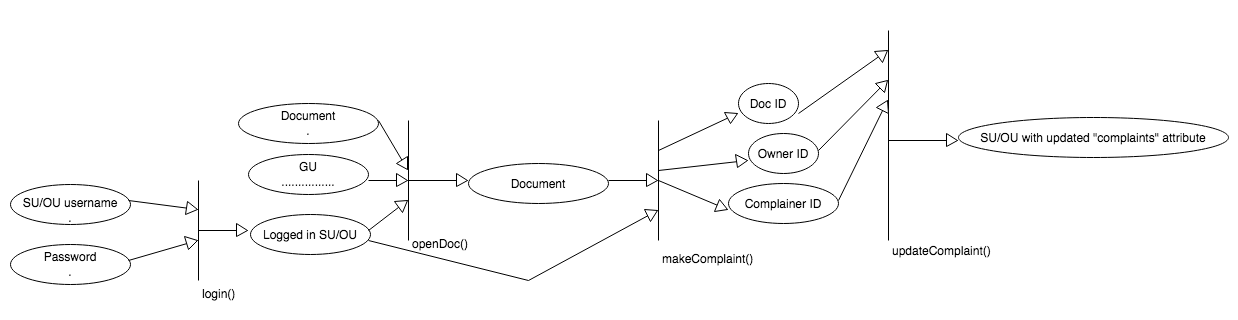 SU/OU username
.
Password
.
login()
Document
.
GU
................
Logged in SU/OU
openDoc()
Document
makeComplaint()
Doc ID
Owner ID
Complainer ID
updateComplaint()
SU/OU with updated "complaints" attribute